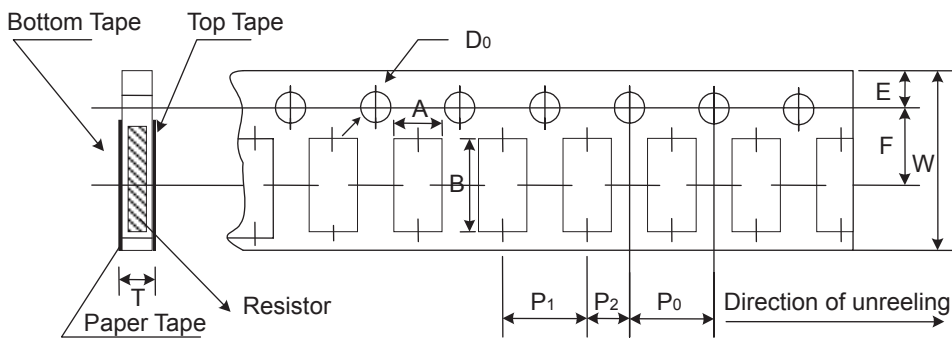 Bottom Tape
Top Tape
D₀
A
E
F
W
B
T
Resistor
Paper Tape
P₁
P₂
P₀
Direction of unreeling